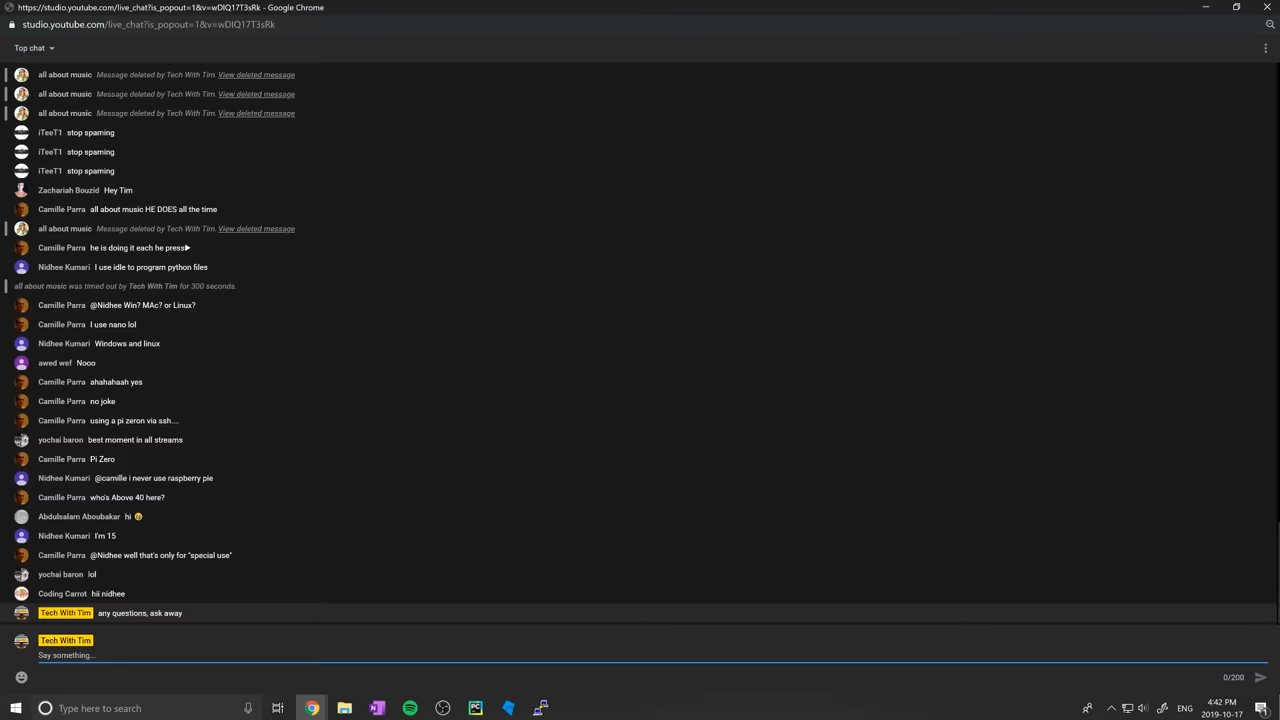 https://studio.youtube.com/live_chat?is_popout=1&v=wDIQ17T3sRk - Google Chrome
studio.youtube.com/live_chat?is_popout=1&v=wDIQ17T3sRk
Top chat
all about music Message deleted by Tech With Tim. View deleted message
all about music Message deleted by Tech With Tim. View deleted message
all about music Message deleted by Tech With Tim. View deleted message
iTeeT1 stop spaming
iTeeT1 stop spaming
iTeeT1 stop spaming
Zachariah Bouzid Hey Tim
Camille Parra all about music HE DOES all the time
all about music Message deleted by Tech With Tim. View deleted message
Camille Parra he is doing it each he press▶
Nidhee Kumari I use idle to program python files
all about music was timed out by Tech With Tim for 300 seconds.
Camille Parra @Nidhee Win? MAc? or Linux?
Camille Parra I use nano lol
Nidhee Kumari Windows and linux
awed wef Nooo
Camille Parra ahahahaah yes
Camille Parra no joke
Camille Parra using a pi zeron via ssh....
yochai baron best moment in all streams
Camille Parra Pi Zero
Nidhee Kumari @camille i never use raspberry pie
Camille Parra who's Above 40 here?
Abdulsalam Aboubakar hi
Nidhee Kumari I'm 15
Camille Parra @Nidhee well that's only for "special use"
yochai baron lol
Coding Carrot hii nidhee
Tech With Tim any questions, ask away
Tech With Tim
Say something...
0/200
Type here to search
ENG
4:42 PM
2019-10-17
1